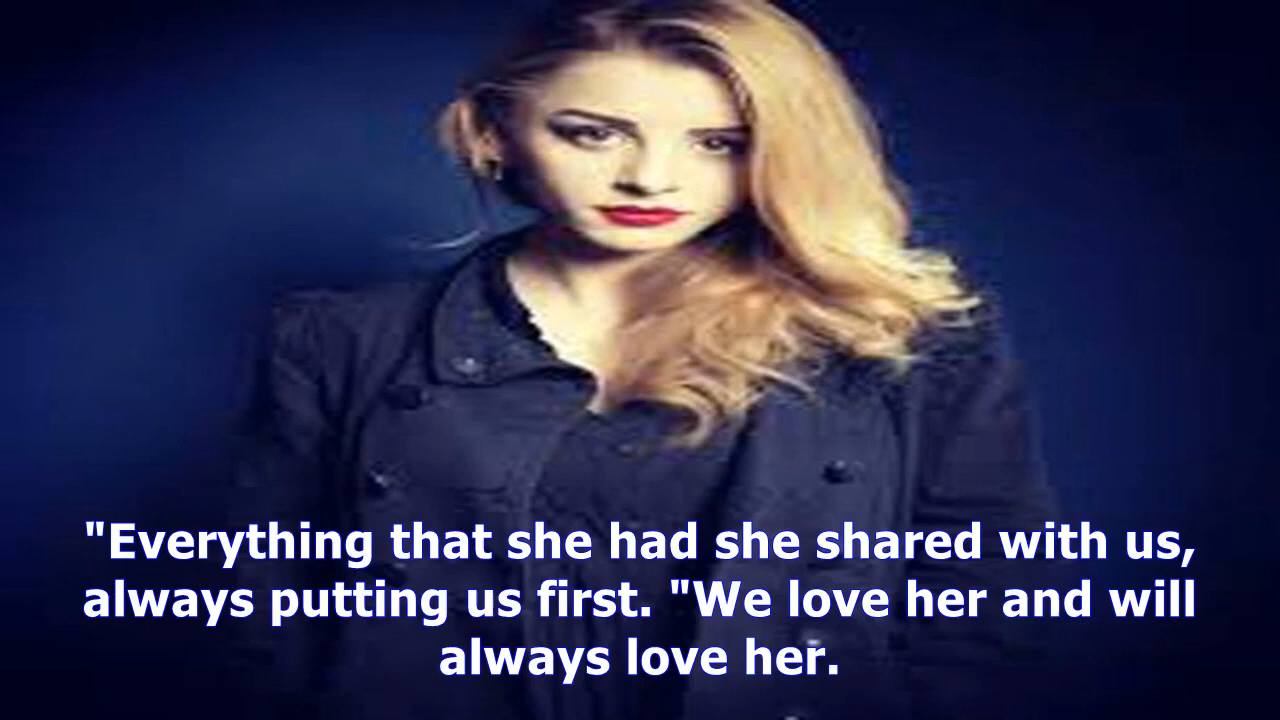 "Everything that she had she shared with us,
always putting us first. "We love her and will
always love her.